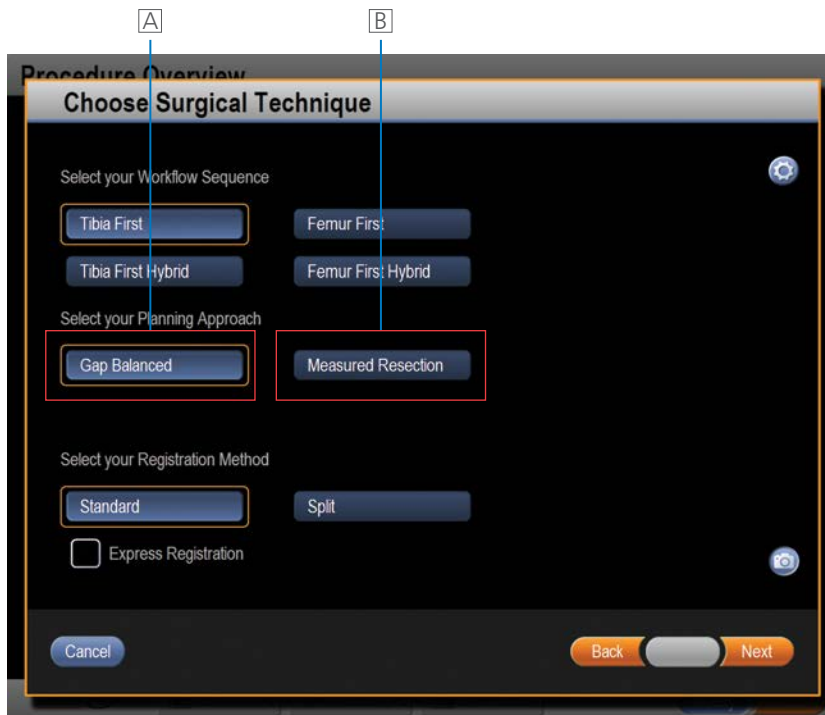 A B
Procedure Overview
Choose Surgical Technique
Select your Workflow Sequence
Tibia First Femur First
Tibia First Hybrid Femur First Hybrid
Select your Planning Approach
Gap Balanced Measured Resection
Select your Registration Method
Standard Split
Express Registration
Cancel Back Next